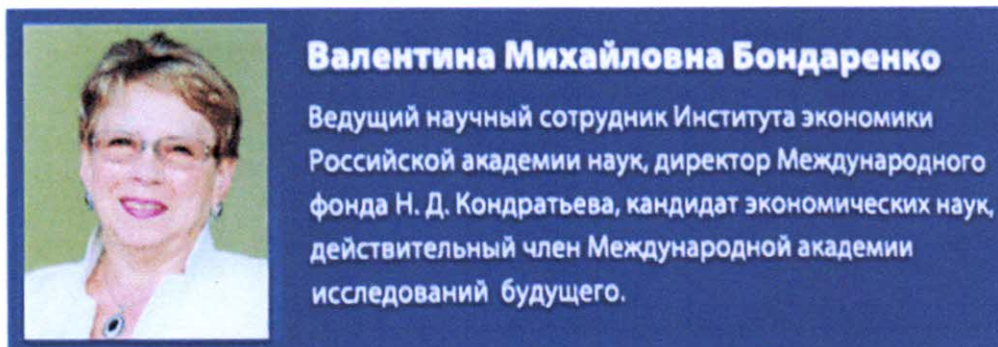 Валентина Михайловна Бондаренко
Ведущий научный сотрудник Института экономики
Российской академии наук, директор Международного
фонда Н. Д. Кондратьева, кандидат экономических наук,
действительный член Международной академии
исследований будущего.